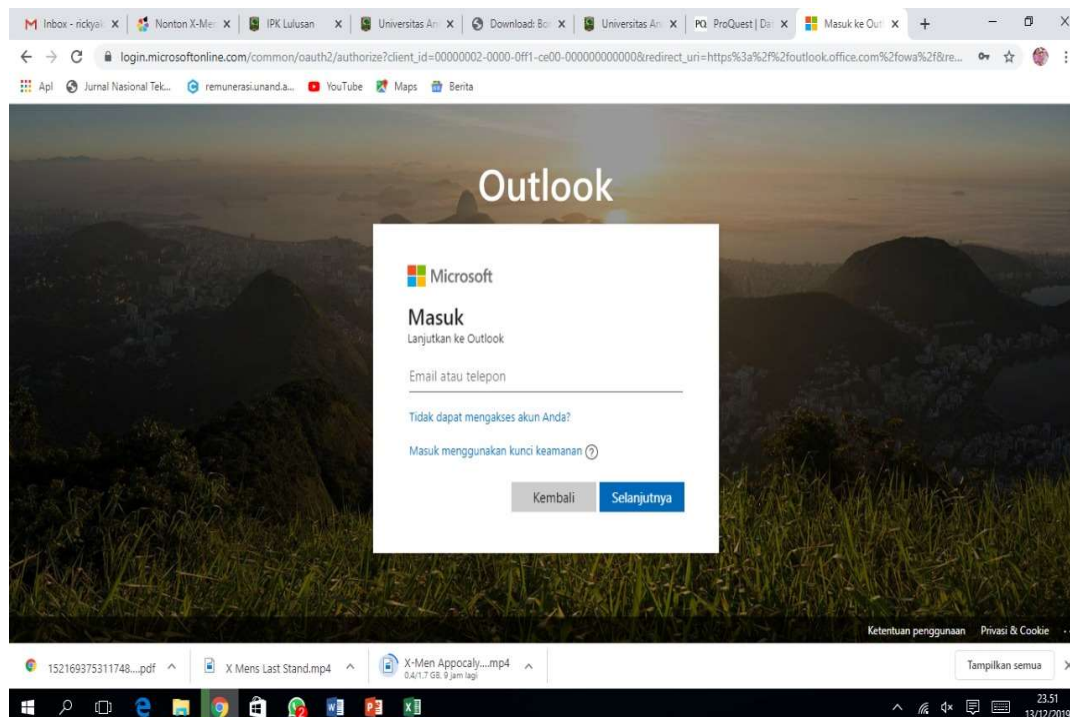 Inbox - rickyai
Nonton X-Men
IPK Lulusan
Universitas An
Download: Bo
Universitas An
PQ ProQuest | Da
Masuk ke Out
login.microsoftonline.com/common/oauth2/authorize?client_id=00000002-0000-0ff1-ce00-000000000000&redirect_uri=https%3a%2f%2foutlook.office.com%2fowa%2f&re...
Apl
Jurnal Nasional Tek...
remunerasi.unand.a...
YouTube
Maps
Berita
Outlook
Microsoft
Masuk
Lanjutkan ke Outlook
Email atau telepon
Tidak dapat mengakses akun Anda?
Masuk menggunakan kunci keamanan ?
Kembali
Selanjutnya
Ketentuan penggunaan
Privasi & Cookie
152169375311748....pdf
X Mens Last Stand.mp4
X-Men Appocaly....mp4
0,4/1,7 GB, 9 jam lagi
Tampilkan semua
23.51
13/12/2019